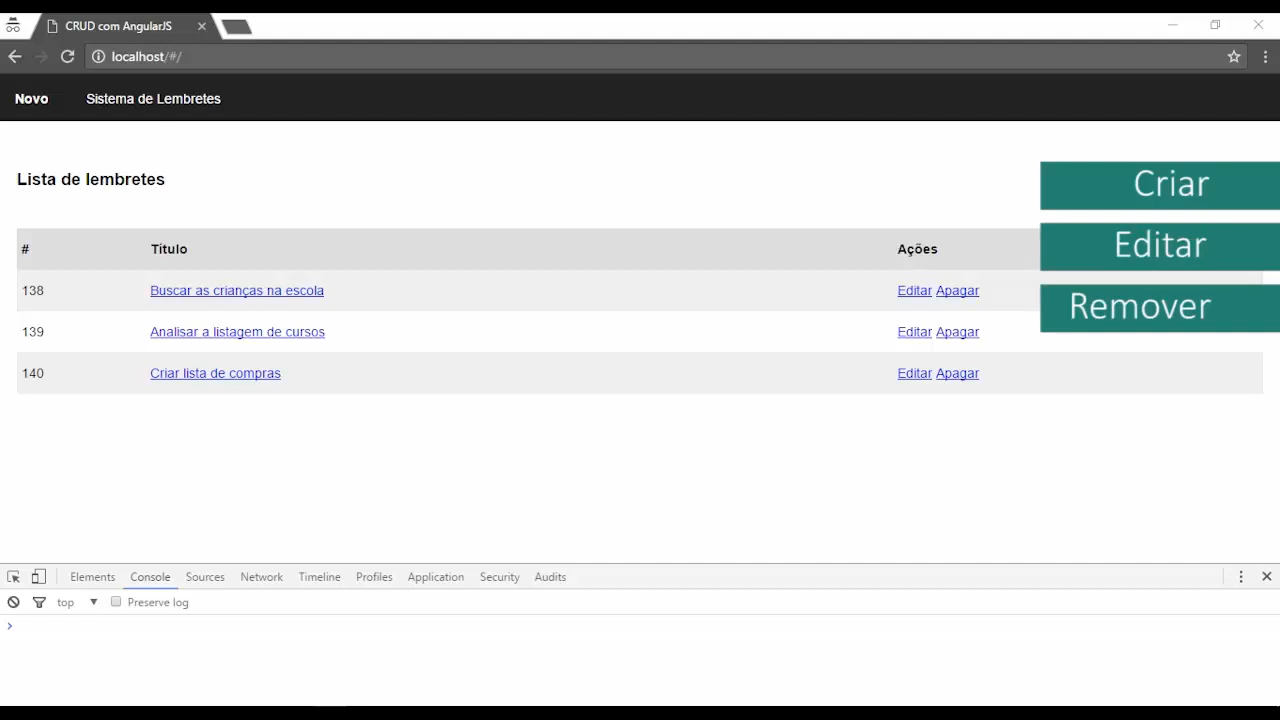 CRUD com AngularJS
localhost/#/
Novo Sistema de Lembretes
Lista de lembretes
Criar
Editar
Remover
# Título Ações
138 Buscar as crianças na escola Editar Apagar
139 Analisar a listagem de cursos Editar Apagar
140 Criar lista de compras Editar Apagar
Elements Console Sources Network Timeline Profiles Application Security Audits
top Preserve log